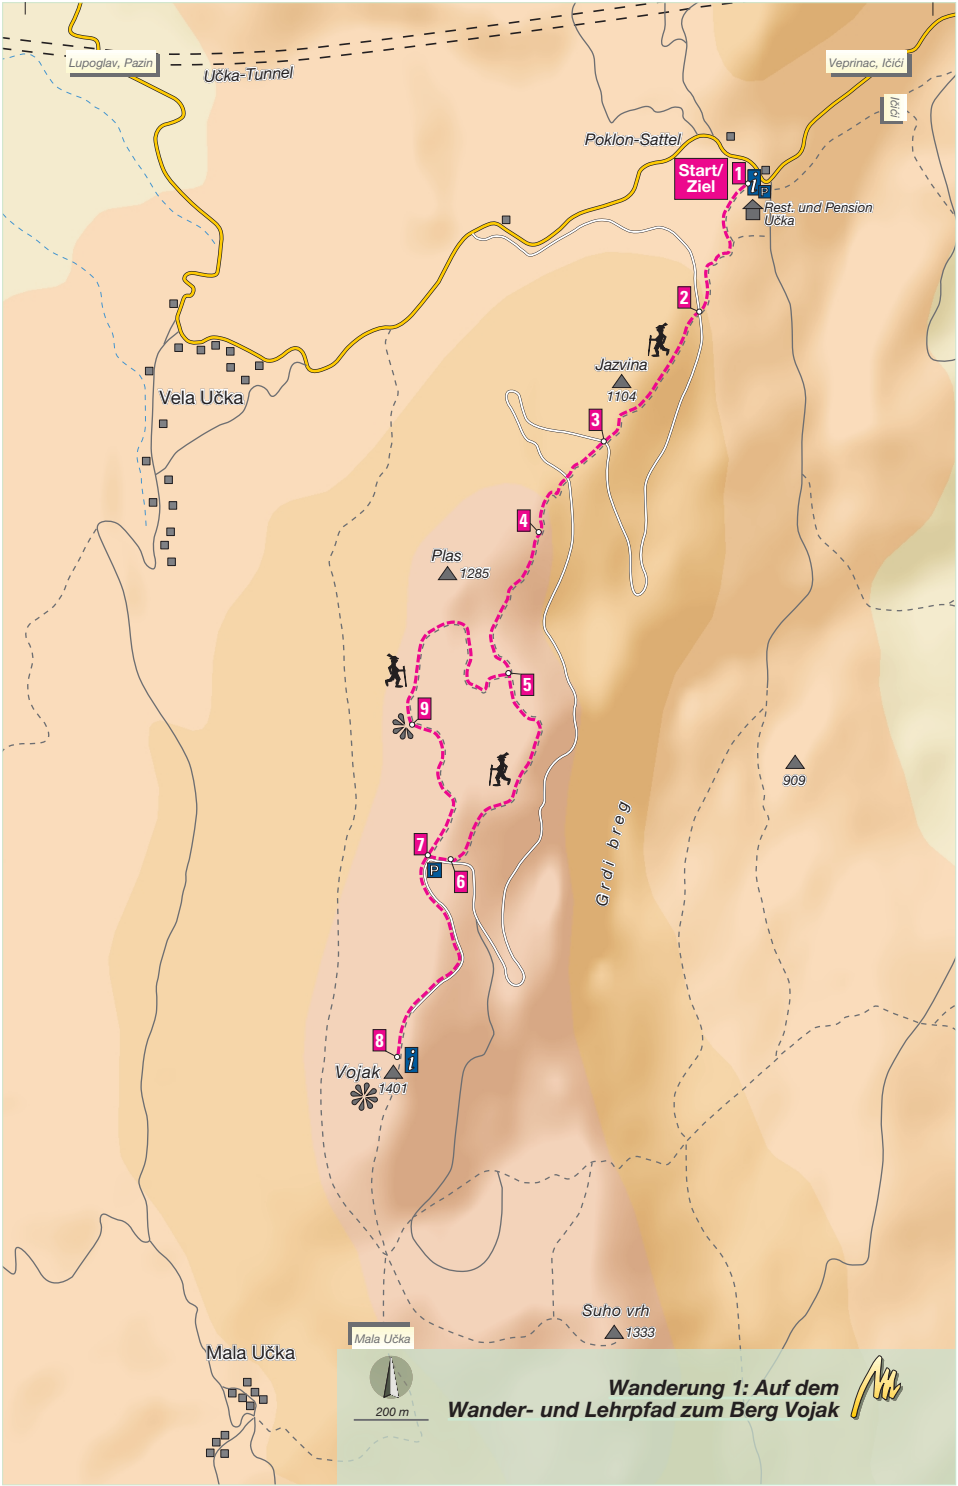 Lupoglav, Pazin
Učka-Tunnel
Veprinac, Ičići
Ičići
Poklon-Sattel
Start/
Ziel
1
i
P
Rest. und Pension
Učka
2
Jazvina
1104
Vela Učka
3
4
Plas
1285
5
9
909
Grdi breg
7
P
6
8
i
Vojak
1401
Suho vrh
1333
Mala Učka
Mala Učka
200 m
Wanderung 1: Auf dem
Wander- und Lehrpfad zum Berg Vojak